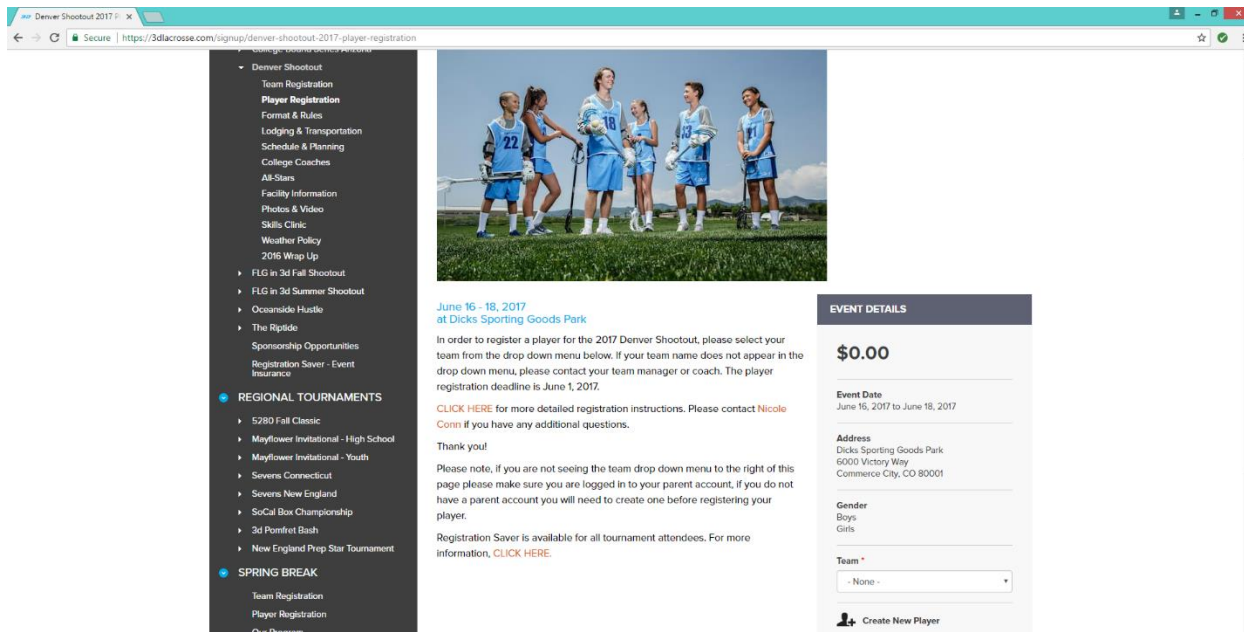 Denver Shootout 2017 Pl
Secure | https://3dlacrosse.com/signup/denver-shootout-2017-player-registration
College Bound Series Arizona
Denver Shootout
Team Registration
Player Registration
Format & Rules
Lodging & Transportation
Schedule & Planning
College Coaches
All-Stars
Facility Information
Photos & Video
Skills Clinic
Weather Policy
2016 Wrap Up
FLG in 3d Fall Shootout
FLG in 3d Summer Shootout
Oceanside Hustle
The Riptide
Sponsorship Opportunities
Registration Saver - Event
Insurance
REGIONAL TOURNAMENTS
5280 Fall Classic
Mayflower Invitational - High School
Mayflower Invitational - Youth
Sevens Connecticut
Sevens New England
SoCal Box Championship
3d Pomfret Bash
New England Prep Star Tournament
SPRING BREAK
Team Registration
Player Registration
Our Program
22
18
33
June 16 - 18, 2017
at Dicks Sporting Goods Park
In order to register a player for the 2017 Denver Shootout, please select your
team from the drop down menu below. If your team name does not appear in the
drop down menu, please contact your team manager or coach. The player
registration deadline is June 1, 2017.
CLICK HERE for more detailed registration instructions. Please contact Nicole
Conn if you have any additional questions.
Thank you!
Please note, if you are not seeing the team drop down menu to the right of this
page please make sure you are logged in to your parent account, if you do not
have a parent account you will need to create one before registering your
player.
Registration Saver is available for all tournament attendees. For more
information, CLICK HERE.
EVENT DETAILS
$0.00
Event Date
June 16, 2017 to June 18, 2017
Address
Dicks Sporting Goods Park
6000 Victory Way
Commerce City, CO 80001
Gender
Boys
Girls
Team *
- None -
Create New Player